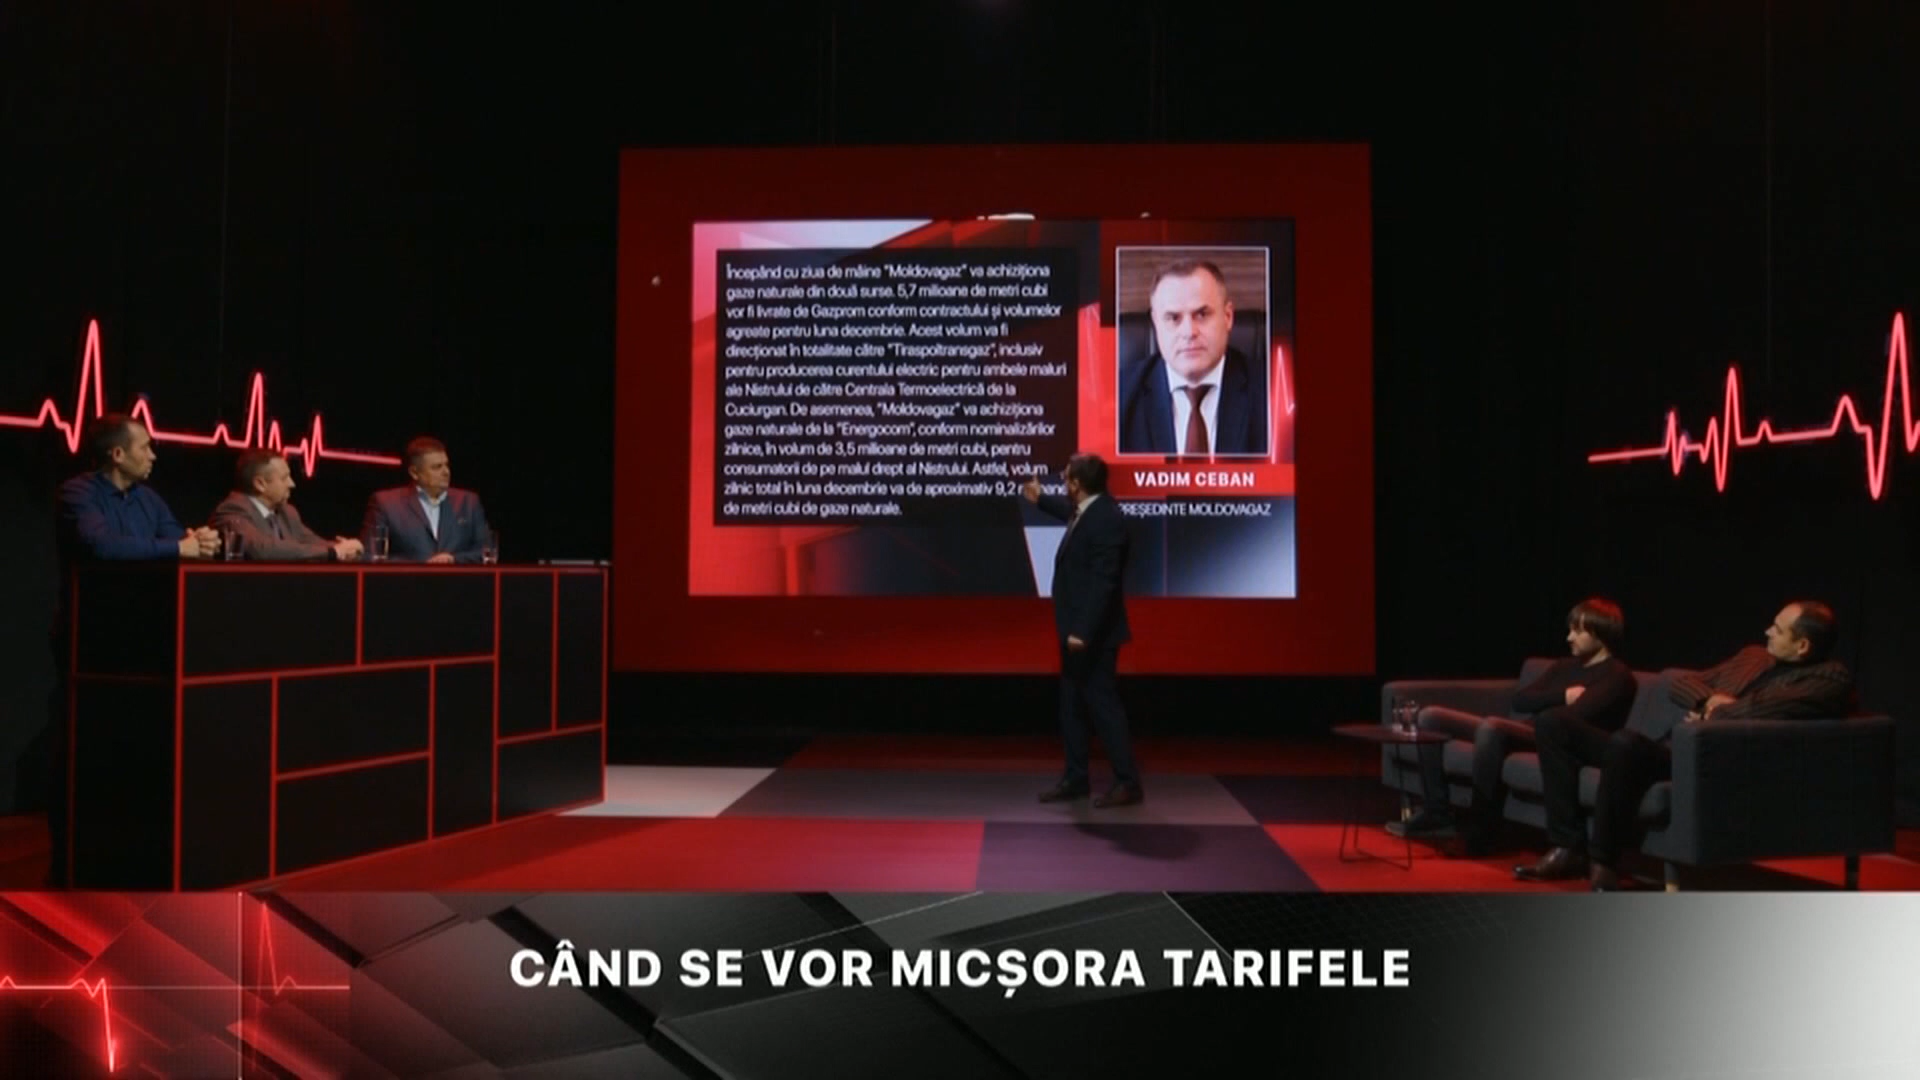 Începând cu ziua de mâine "Moldovagaz" va achiziționa
gaze naturale din două surse. 5,7 milioane de metri cubi
vor fi livrate de Gazprom conform contractului și volumelor
agreate pentru luna decembrie. Acest volum va fi
direcționat în totalitate către "Tiraspoltransgaz", inclusiv
pentru producerea curentului electric pentru ambele maluri
ale Nistrului de către Centrala Termoelectrică de la
Cuciurgan. De asemenea, "Moldovagaz" va achiziționa
gaze naturale de la "Energocom", conform nominalizărilor
zilnice, în volum de 3,5 milioane de metri cubi, pentru
consumatorii de pe malul drept al Nistrului. Astfel, volum
zilnic total în luna decembrie va de aproximativ 9,2
de metri cubi de gaze naturale.
VADIM CEBAN
PREȘEDINTE MOLDOVAGAZ
CÂND SE VOR MICȘORA TARIFELE